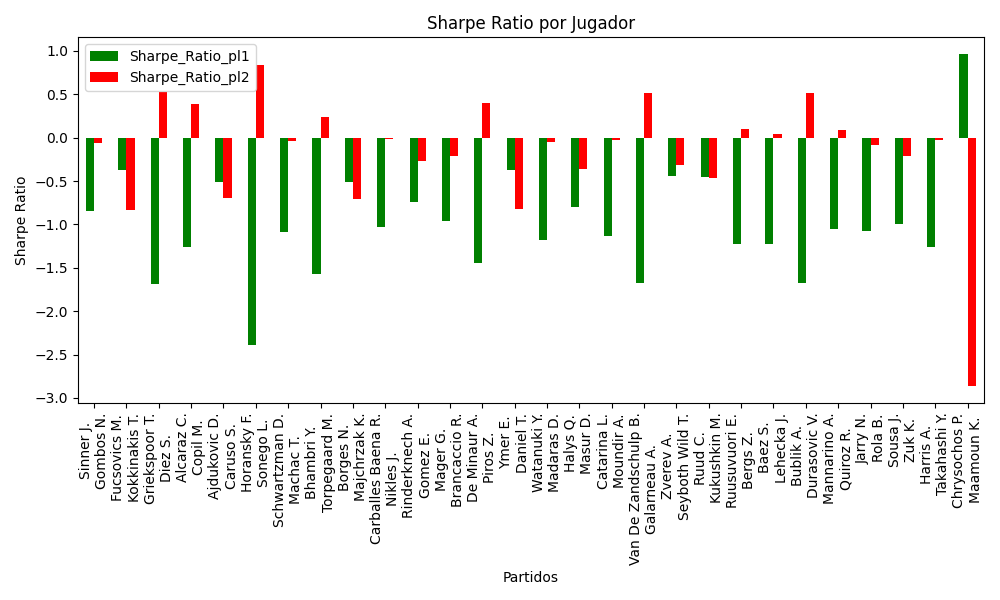 Sharpe Ratio por Jugador
Sharpe_Ratio_pl1
Sharpe_Ratio_pl2
Sharpe Ratio
1.0
0.5
0.0
−0.5
−1.0
−1.5
−2.0
−2.5
−3.0
Sinner J.
Gombos N.
Fucsovics M.
Kokkinakis T.
Griekspoor T.
Diez S.
Alcaraz C.
Copil M.
Ajdukovic D.
Caruso S.
Horansky F.
Sonego L.
Schwartzman D.
Machac T.
Bhambri Y.
Torpegaard M.
Borges N.
Majchrzak K.
Carballes Baena R.
Nikles J.
Rinderknech A.
Gomez E.
Mager G.
Brancaccio R.
De Minaur A.
Piros Z.
Ymer E.
Daniel T.
Watanuki Y.
Madaras D.
Halys Q.
Masur D.
Catarina L.
Moundir A.
Van De Zandschulp B.
Galarneau A.
Zverev A.
Seyboth Wild T.
Ruud C.
Kukushkin M.
Ruusuvuori E.
Bergs Z.
Baez S.
Lehecka J.
Bublik A.
Durasovic V.
Mannarino A.
Quiroz R.
Jarry N.
Rola B.
Sousa J.
Zuk K.
Harris A.
Takahashi Y.
Chrysochos P.
Maamoun K.
Partidos